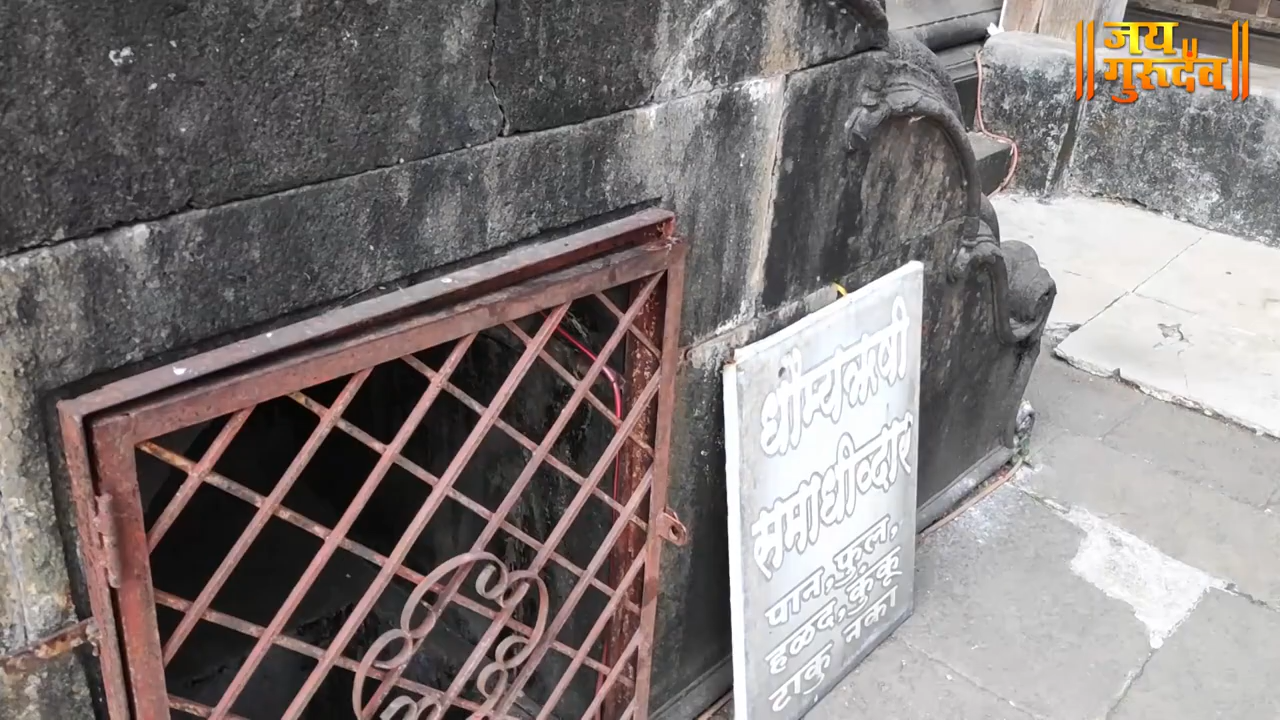 ॥ जय गुरुदेव ॥
धौम्यऋषी
समाधीव्दार
पान,फुल,
हळद,कुंकू
टाकु नका